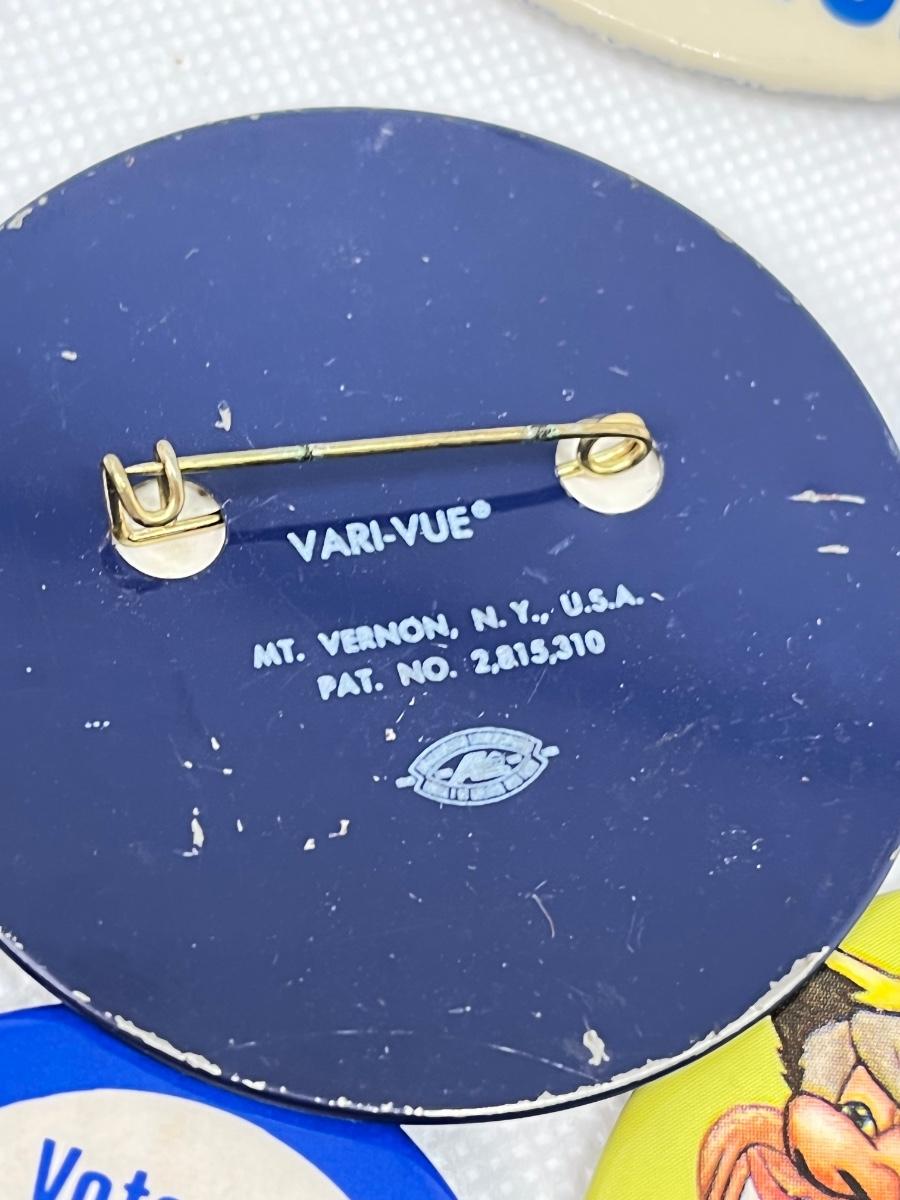 VARI-VUE®
MT. VERNON, N.Y., U.S.A.
PAT. NO. 2,815,310
Vote